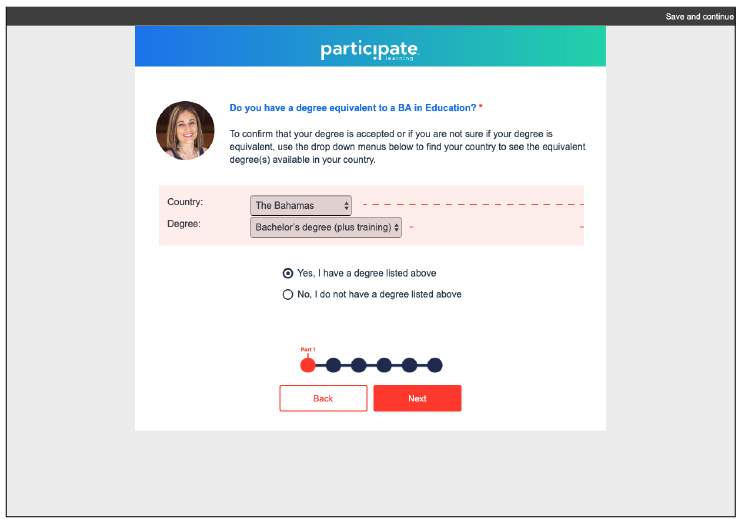 Save and continue
participate
learning
Do you have a degree equivalent to a BA in Education? *
To confirm that your degree is accepted or if you are not sure if your degree is
equivalent, use the drop down menus below to find your country to see the equivalent
degree(s) available in your country.
Country: The Bahamas
Degree: Bachelor's degree (plus training)
Yes, I have a degree listed above
No, I do not have a degree listed above
Part 1
Back Next